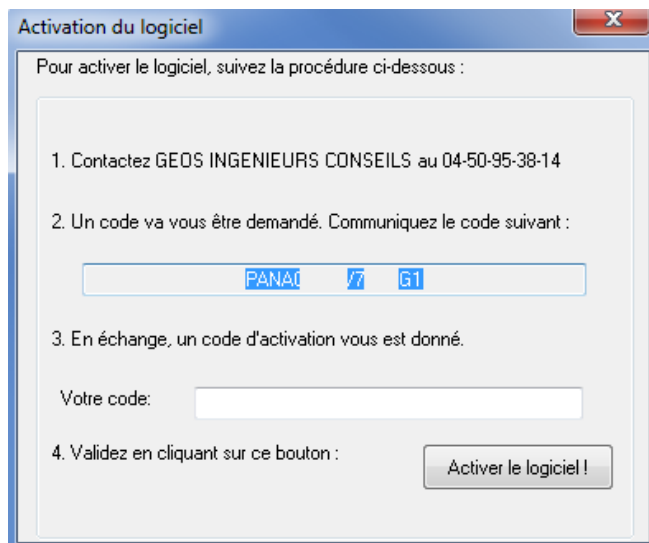 Activation du logiciel
Pour activer le logiciel, suivez la procédure ci-dessous :
1. Contactez GEOS INGENIEURS CONSEILS au 04-50-95-38-14
2. Un code va vous être demandé. Communiquez le code suivant :
V7 G1
3. En échange, un code d'activation vous est donné.
Votre code:
4. Validez en cliquant sur ce bouton :
Activer le logiciel !